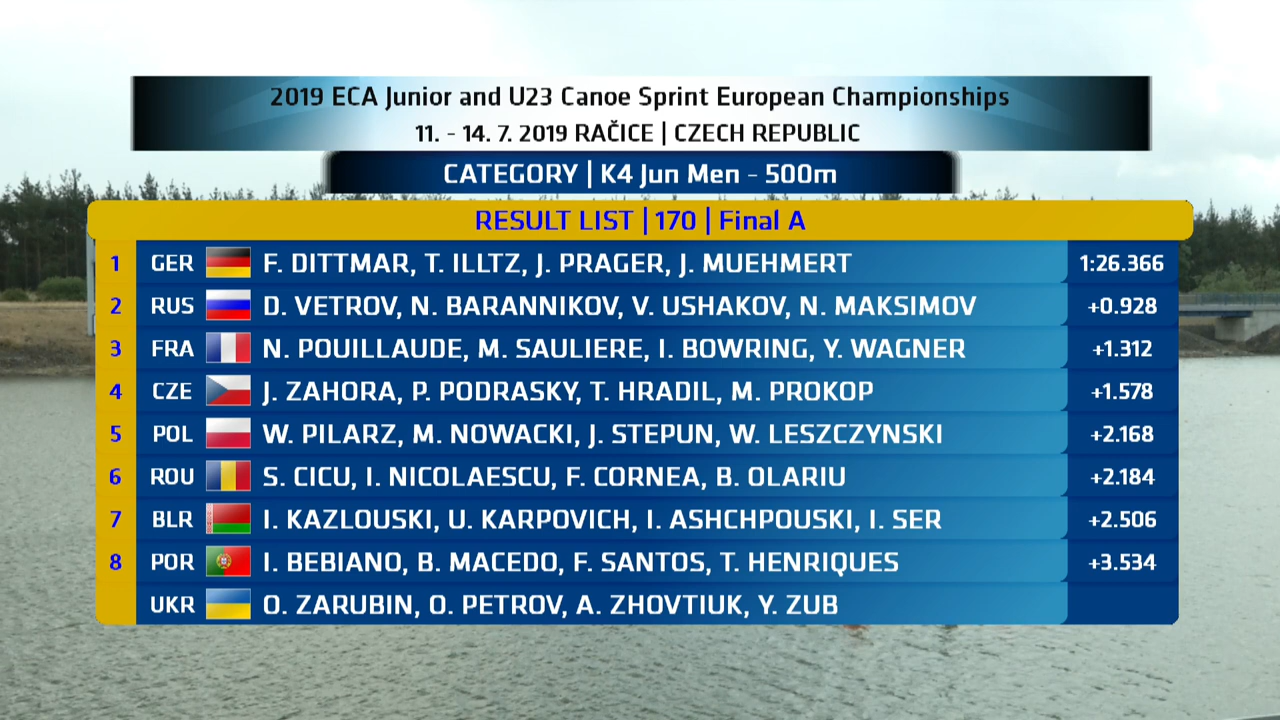 2019 ECA Junior and U23 Canoe Sprint European Championships
11. - 14. 7. 2019 RAČICE | CZECH REPUBLIC
CATEGORY | K4 Jun Men - 500m
RESULT LIST | 170 | Final A
1 GER F. DITTMAR, T. ILLTZ, J. PRAGER, J. MUEHMERT 1:26.366
2 RUS D. VETROV, N. BARANNIKOV, V. USHAKOV, N. MAKSIMOV +0.928
3 FRA N. POUILLAUDE, M. SAULIERE, I. BOWRING, Y. WAGNER +1.312
4 CZE J. ZAHORA, P. PODRASKY, T. HRADIL, M. PROKOP +1.578
5 POL W. PILARZ, M. NOWACKI, J. STEPUN, W. LESZCZYNSKI +2.168
6 ROU S. CICU, I. NICOLAESCU, F. CORNEA, B. OLARIU +2.184
7 BLR I. KAZLOUSKI, U. KARPOVICH, I. ASHCHPOUSKI, I. SER +2.506
8 POR I. BEBIANO, B. MACEDO, F. SANTOS, T. HENRIQUES +3.534
UKR O. ZARUBIN, O. PETROV, A. ZHOVTIUK, Y. ZUB